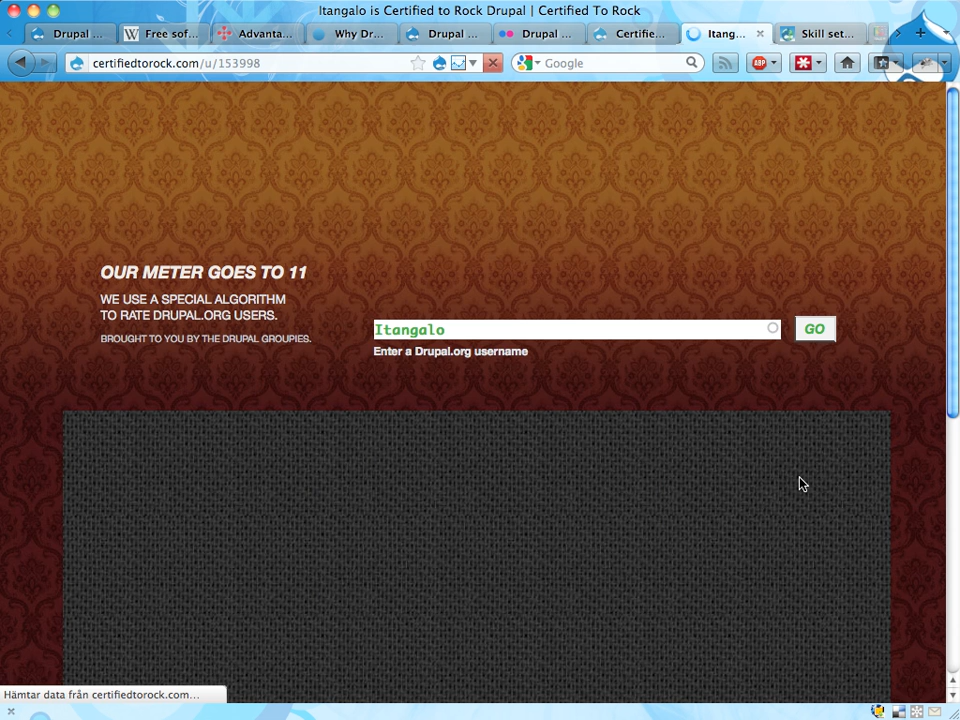 Itangalo is Certified to Rock Drupal | Certified To Rock
Drupal ...
Free sof...
Advanta...
Why Dr...
Drupal ...
Drupal ...
Certifie...
Itang...
Skill set...
certifiedtorock.com/u/153998
Google
ABP
OUR METER GOES TO 11
WE USE A SPECIAL ALGORITHM
TO RATE DRUPAL.ORG USERS.
BROUGHT TO YOU BY THE DRUPAL GROUPIES.
Itangalo
GO
Enter a Drupal.org username
Hämtar data från certifiedtorock.com...